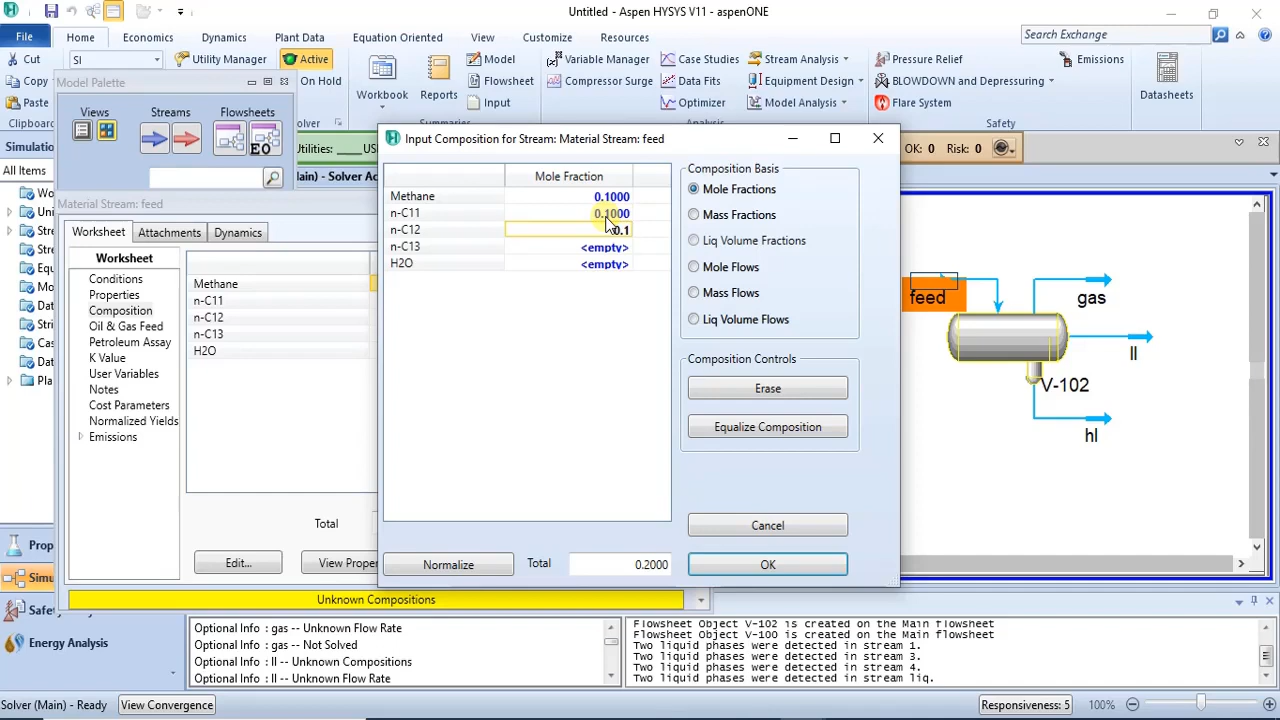 Untitled - Aspen HYSYS V11 - aspenONE
File
Home
Economics
Dynamics
Plant Data
Equation Oriented
View
Customize
Resources
Search Exchange
Cut
SI
Utility Manager
Active
Model
Variable Manager
Case Studies
Stream Analysis
Pressure Relief
Emissions
Copy
Model Palette
On Hold
Workbook
Reports
Flowsheet
Compressor Surge
Data Fits
Equipment Design
BLOWDOWN and Depressuring
Datasheets
Paste
Views
Streams
Flowsheets
Input
Optimizer
Model Analysis
Flare System
Clipboard
Solver
Safety
Simulation
EO
Utilities: ____ US
OK: 0
Risk: 0
All Items
Main) - Solver Ac
Material Stream: feed
Worksheet
Attachments
Dynamics
Worksheet
Conditions
Properties
Composition
Oil & Gas Feed
Petroleum Assay
K Value
User Variables
Notes
Cost Parameters
Normalized Yields
Emissions
Methane
n-C11
n-C12
n-C13
H2O
Total
Edit...
View Proper
Unknown Compositions
Input Composition for Stream: Material Stream: feed
Mole Fraction
Methane 0.1000
n-C11 0.1000
n-C12 0.1
n-C13 <empty>
H2O <empty>
Composition Basis
Mole Fractions
Mass Fractions
Liq Volume Fractions
Mole Flows
Mass Flows
Liq Volume Flows
Composition Controls
Erase
Equalize Composition
Cancel
Normalize
Total
0.2000
OK
feed
gas
ll
V-102
hl
Prop
Simu
Safety
Energy Analysis
Optional Info : gas -- Unknown Flow Rate
Optional Info : gas -- Not Solved
Optional Info : ll -- Unknown Compositions
Optional Info : ll -- Unknown Flow Rate
Flowsheet Object V-102 is created on the Main flowsheet
Flowsheet Object V-100 is created on the Main flowsheet
Two liquid phases were detected in stream 1.
Two liquid phases were detected in stream 3.
Two liquid phases were detected in stream 4.
Two liquid phases were detected in stream liq.
Solver (Main) - Ready
View Convergence
Responsiveness: 5
100%